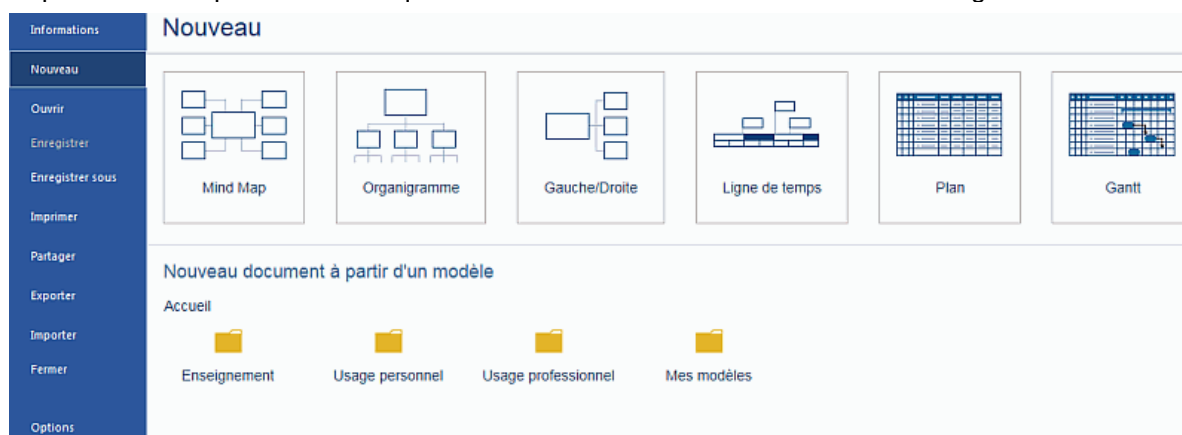 Informations
Nouveau
Ouvrir
Enregistrer
Enregistrer sous
Imprimer
Partager
Exporter
Importer
Fermer
Options
Nouveau
Mind Map
Organigramme
Gauche/Droite
Ligne de temps
Plan
Gantt
Nouveau document à partir d'un modèle
Accueil
Enseignement
Usage personnel
Usage professionnel
Mes modèles